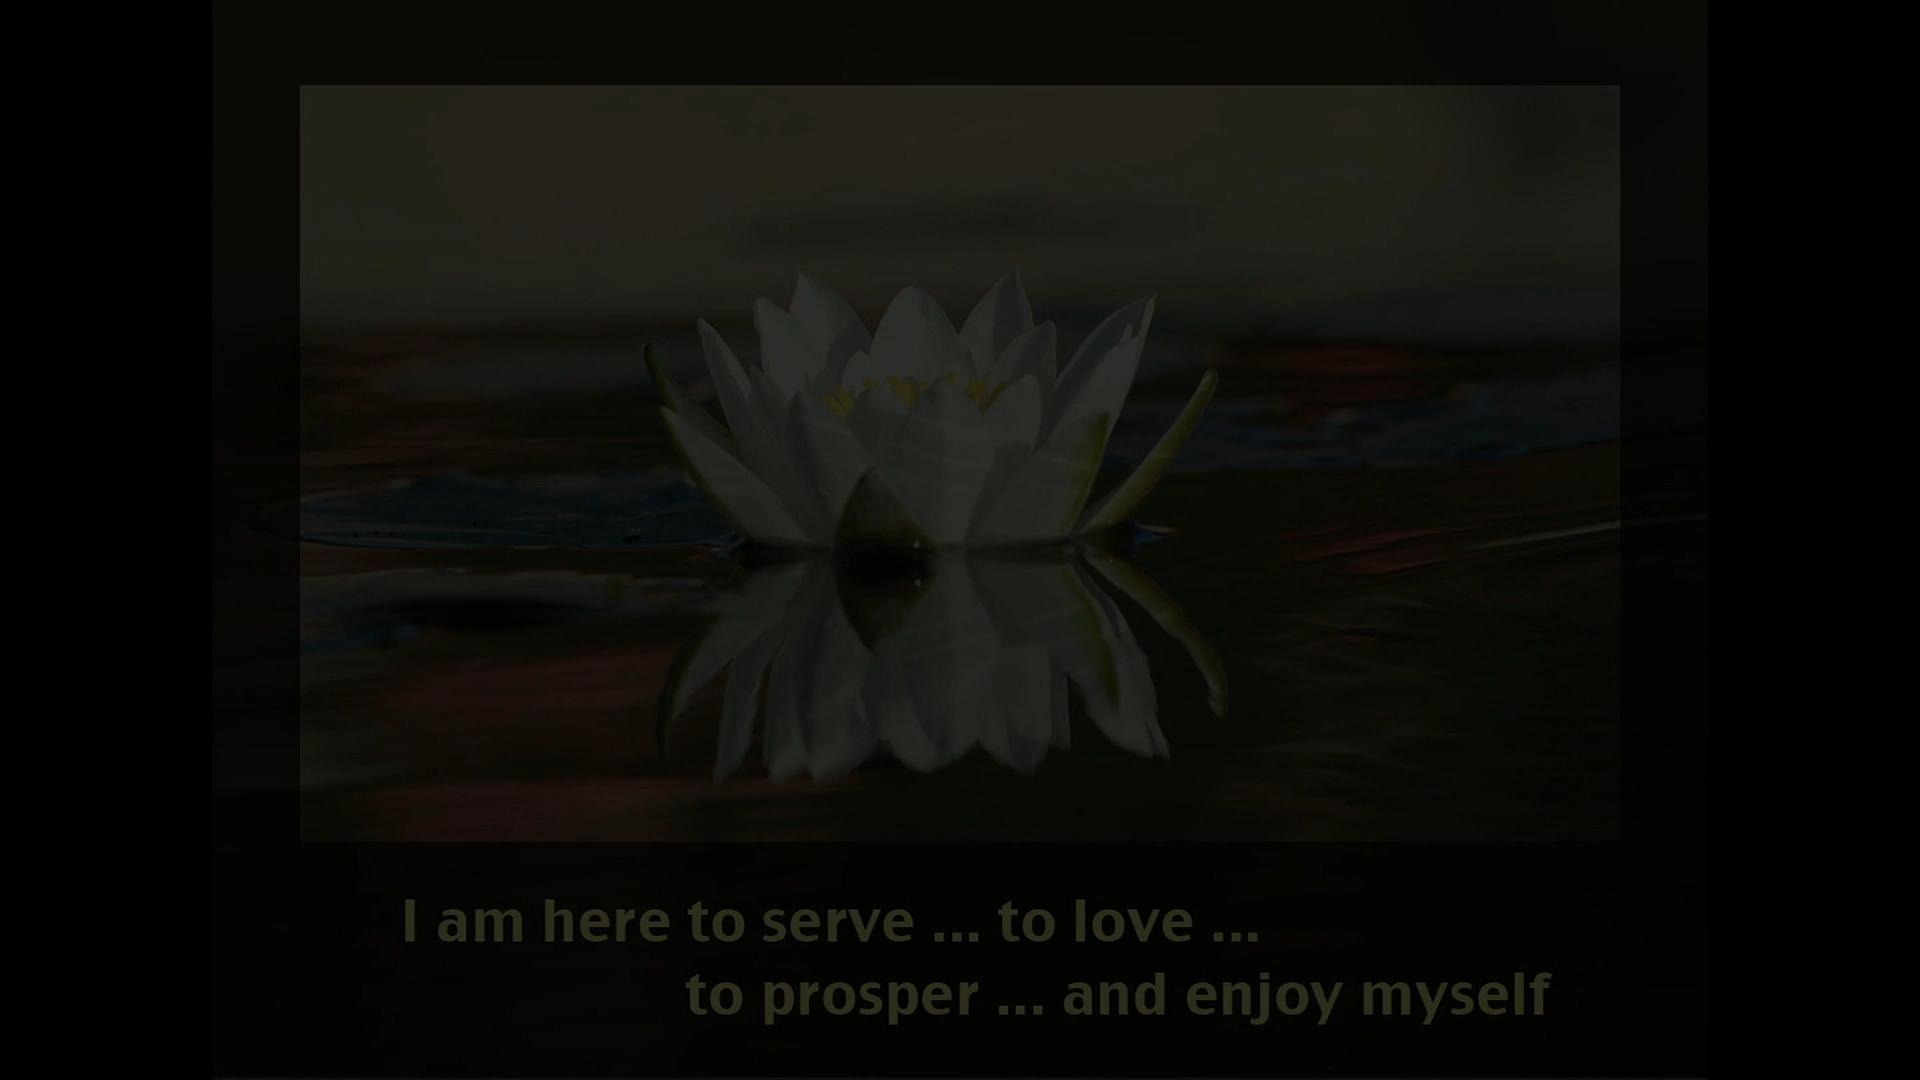 I am here to serve ... to love ...
to prosper ... and enjoy myself